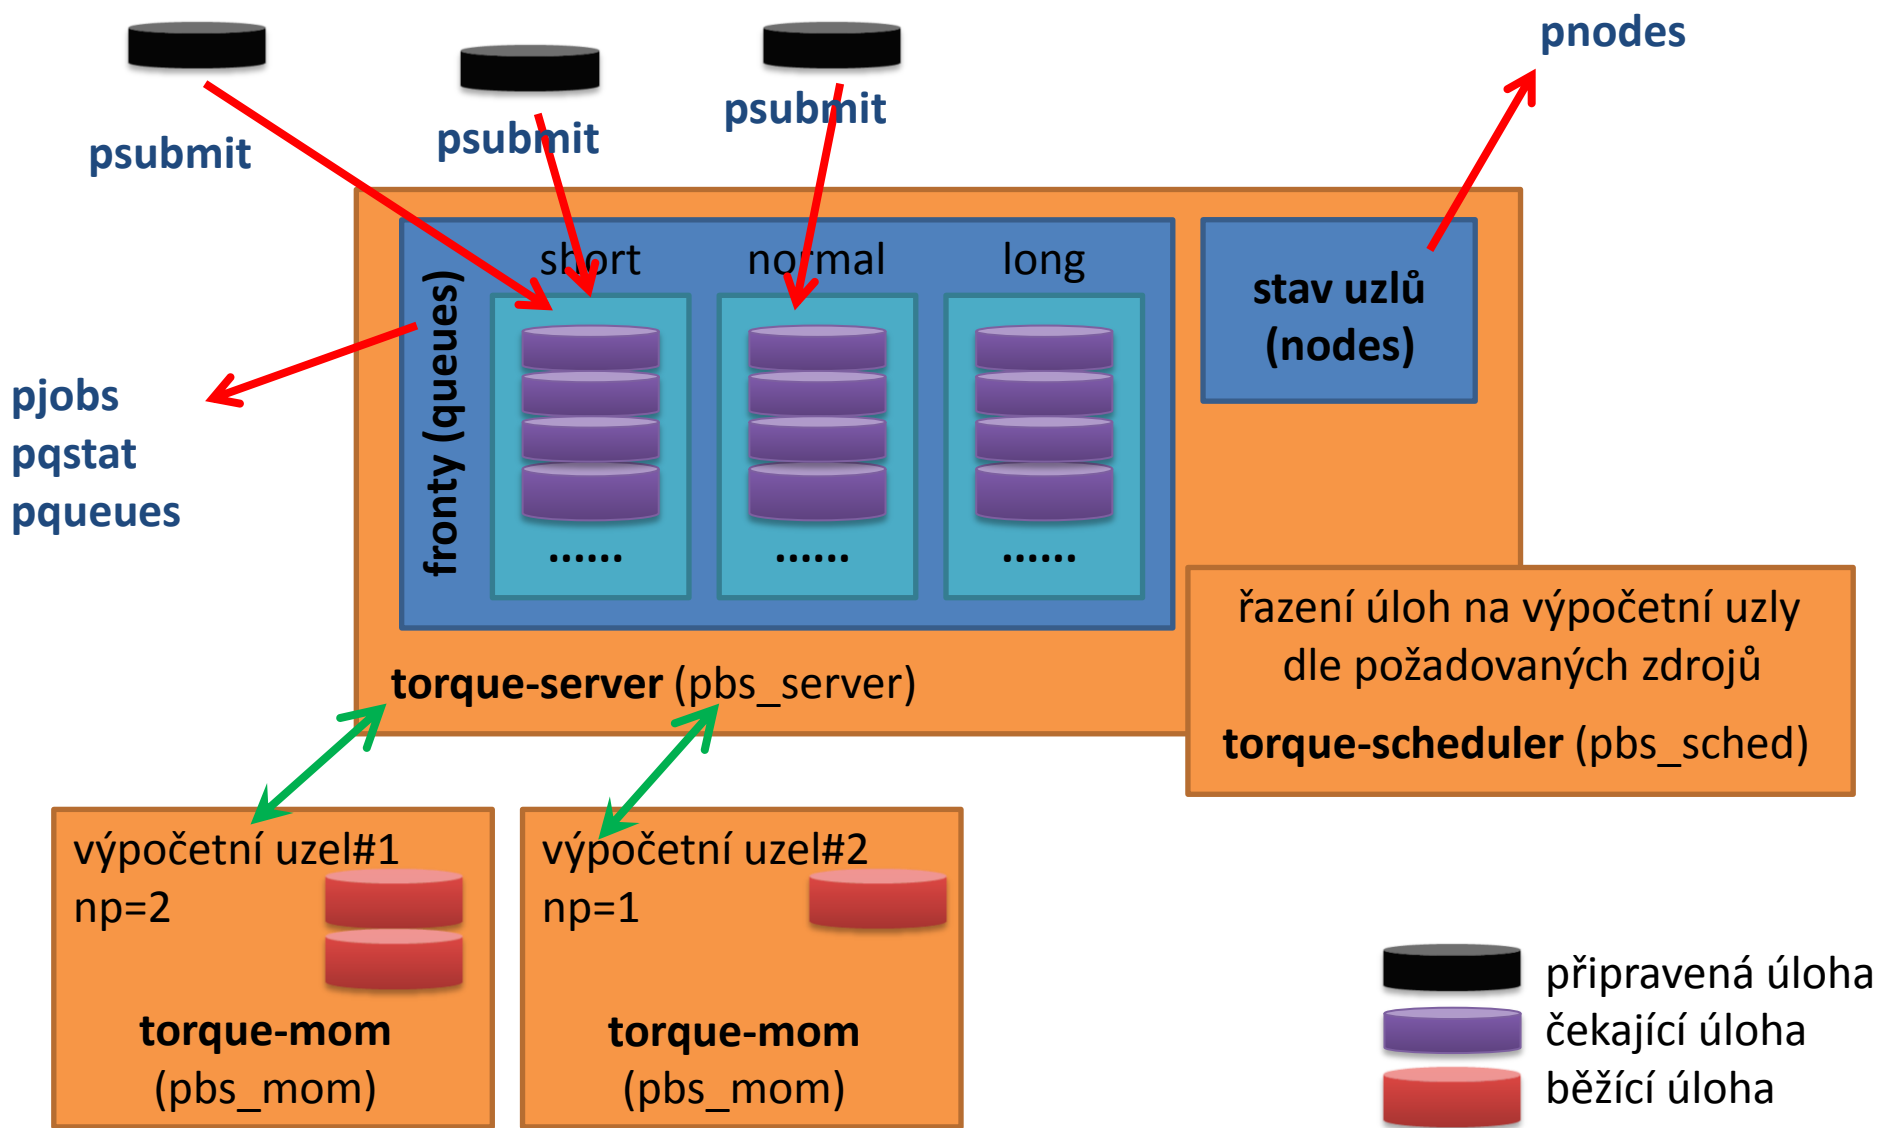 pnodes
psubmit
psubmit
psubmit
short
normal
long
fronty (queues)
stav uzlů
(nodes)
pjobs
pqstat
pqueues
......
......
......
řazení úloh na výpočetní uzly
dle požadovaných zdrojů
torque-scheduler (pbs_sched)
torque-server (pbs_server)
výpočetní uzel#1
np=2
torque-mom
(pbs_mom)
výpočetní uzel#2
np=1
torque-mom
(pbs_mom)
připravená úloha
čekající úloha
běžící úloha